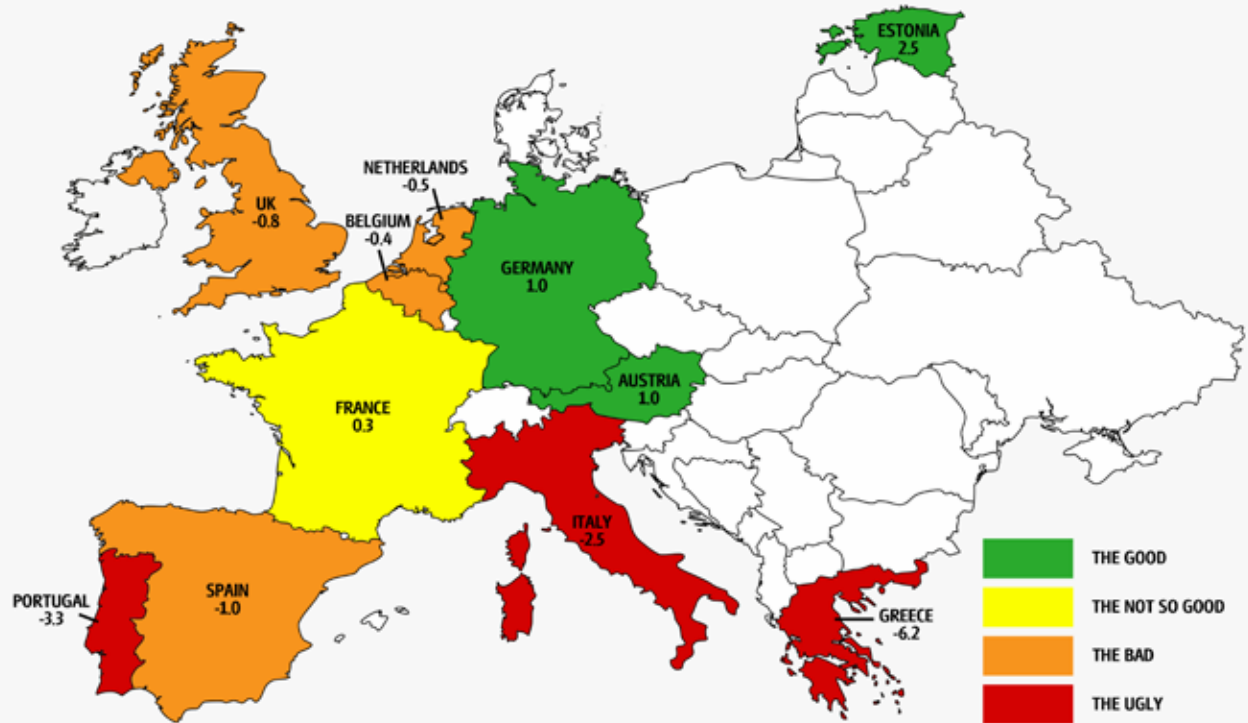 ESTONIA
2.5
NETHERLANDS
-0.5
UK
-0.8
BELGIUM
-0.4
GERMANY
1.0
AUSTRIA
1.0
FRANCE
0.3
ITALY
-2.5
SPAIN
-1.0
PORTUGAL
-3.3
GREECE
-6.2
THE GOOD
THE NOT SO GOOD
THE BAD
THE UGLY